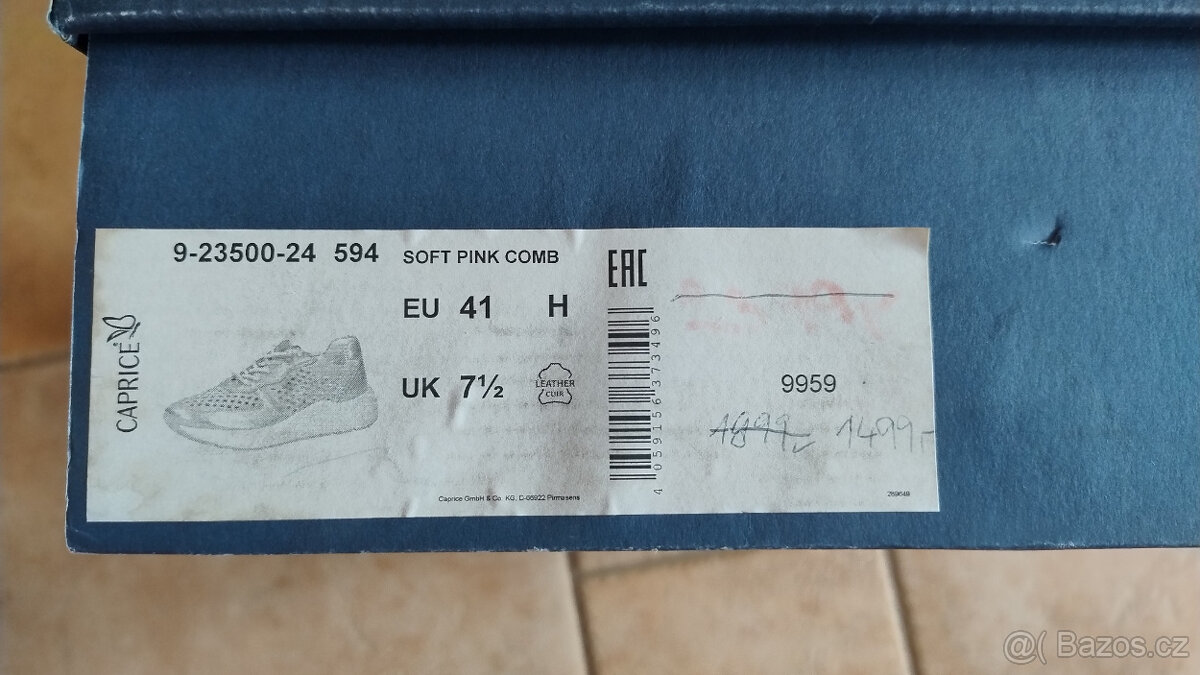 9-23500-24 594 SOFT PINK COMB
EAC
EU 41 H
CAPRICE
UK 7½
LEATHER
CUIR
4 059156 373496
9959
1899,- 1499,-
Caprice GmbH & Co. KG, D-66922 Pirmasens
269649
@( Bazos.cz